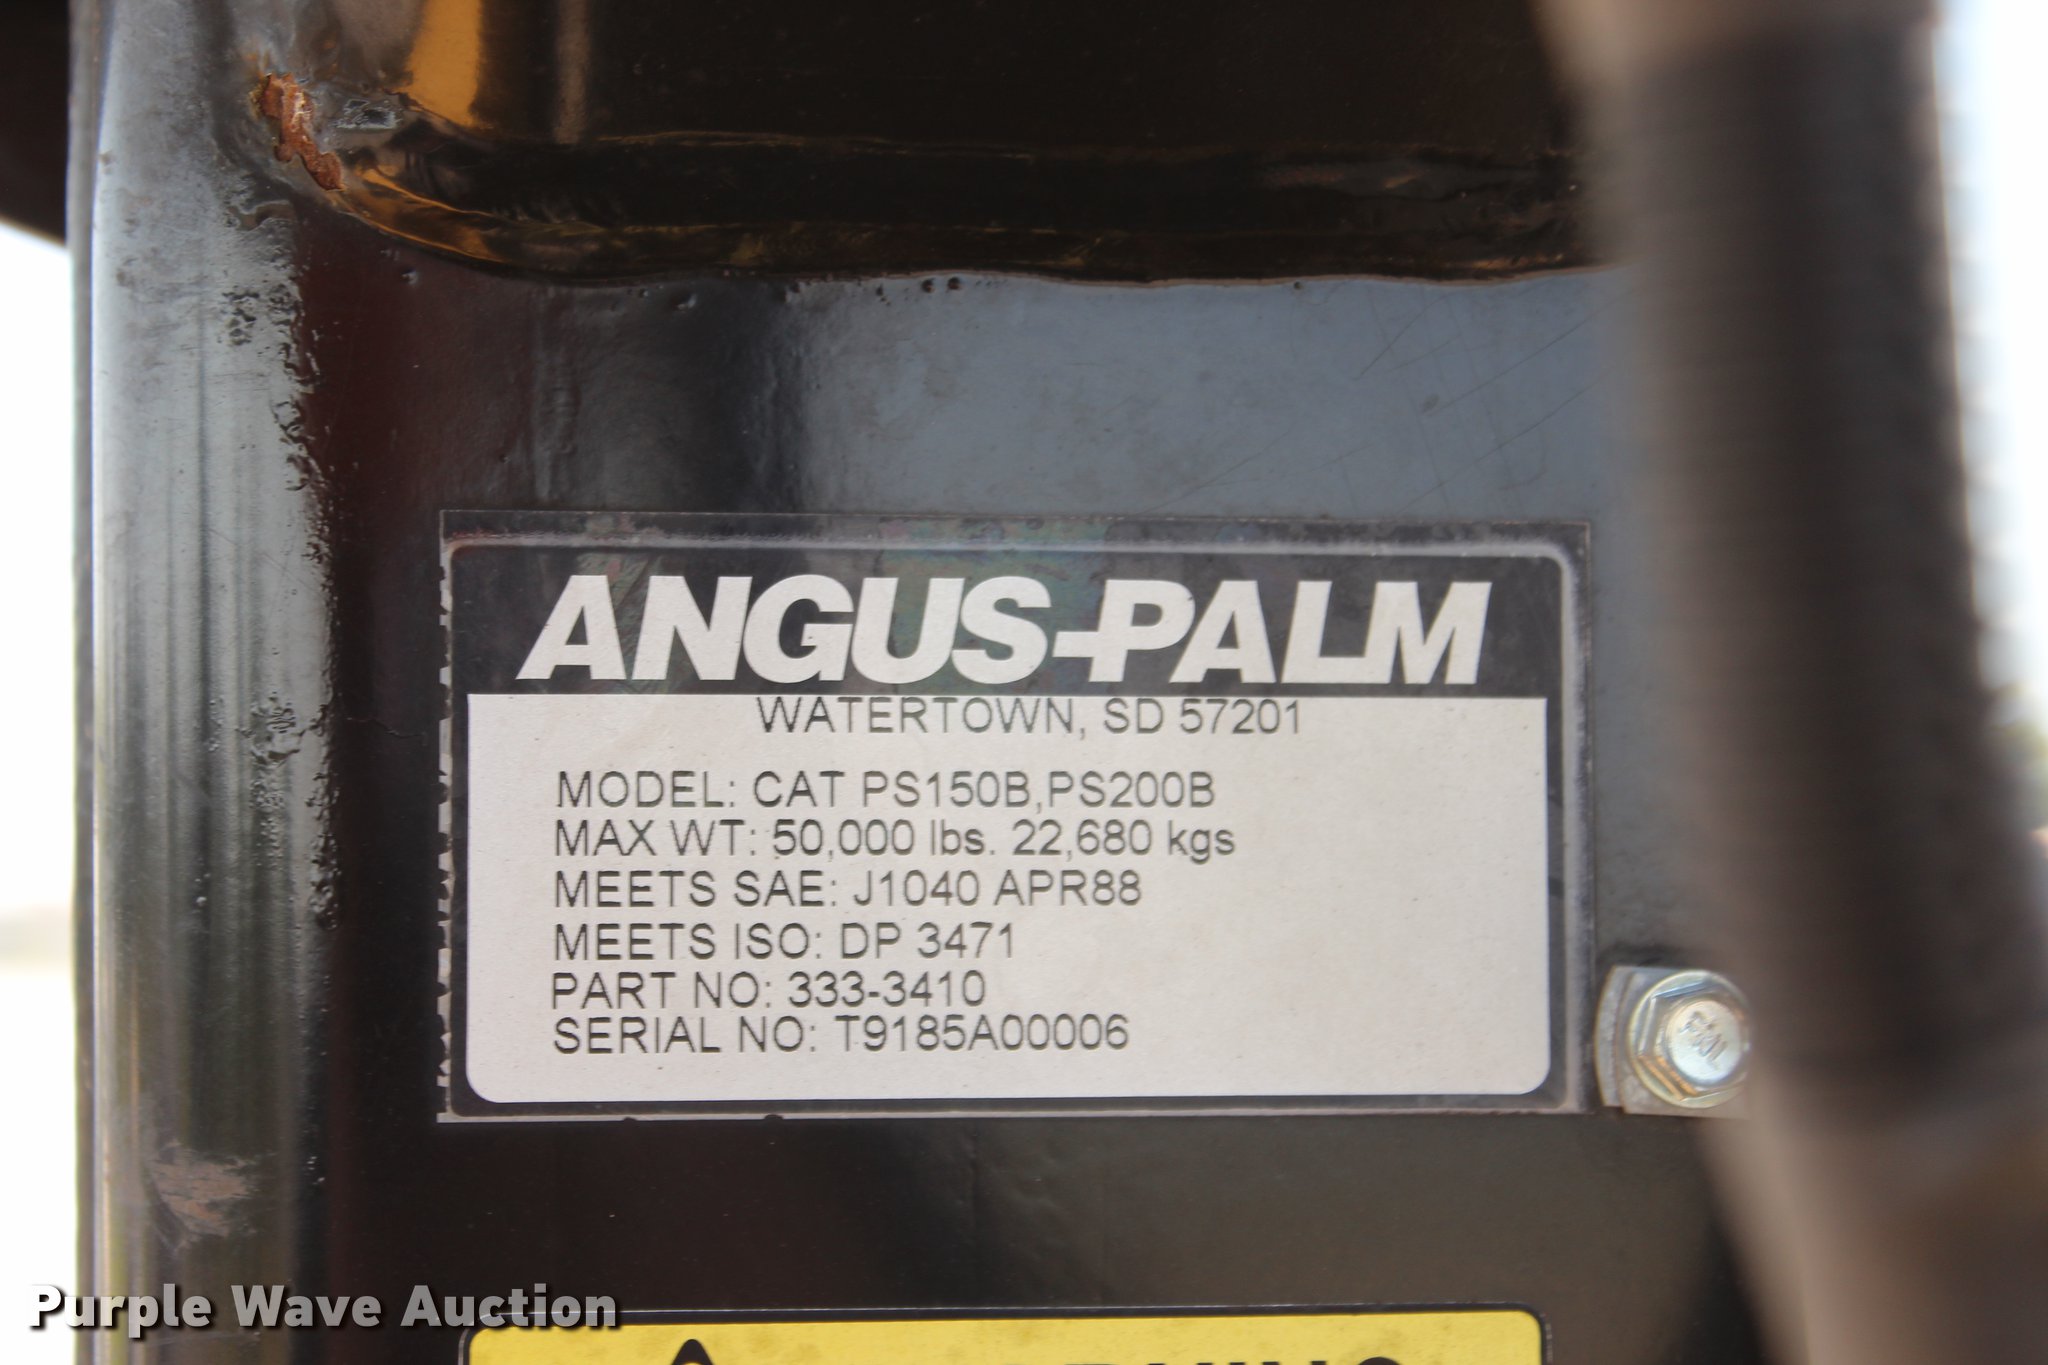 ANGUS-PALM
WATERTOWN, SD 57201
MODEL: CAT PS150B,PS200B
MAX WT: 50,000 lbs. 22,680 kgs
MEETS SAE: J1040 APR88
MEETS ISO: DP 3471
PART NO: 333-3410
SERIAL NO: T9185A00006
Purple Wave Auction